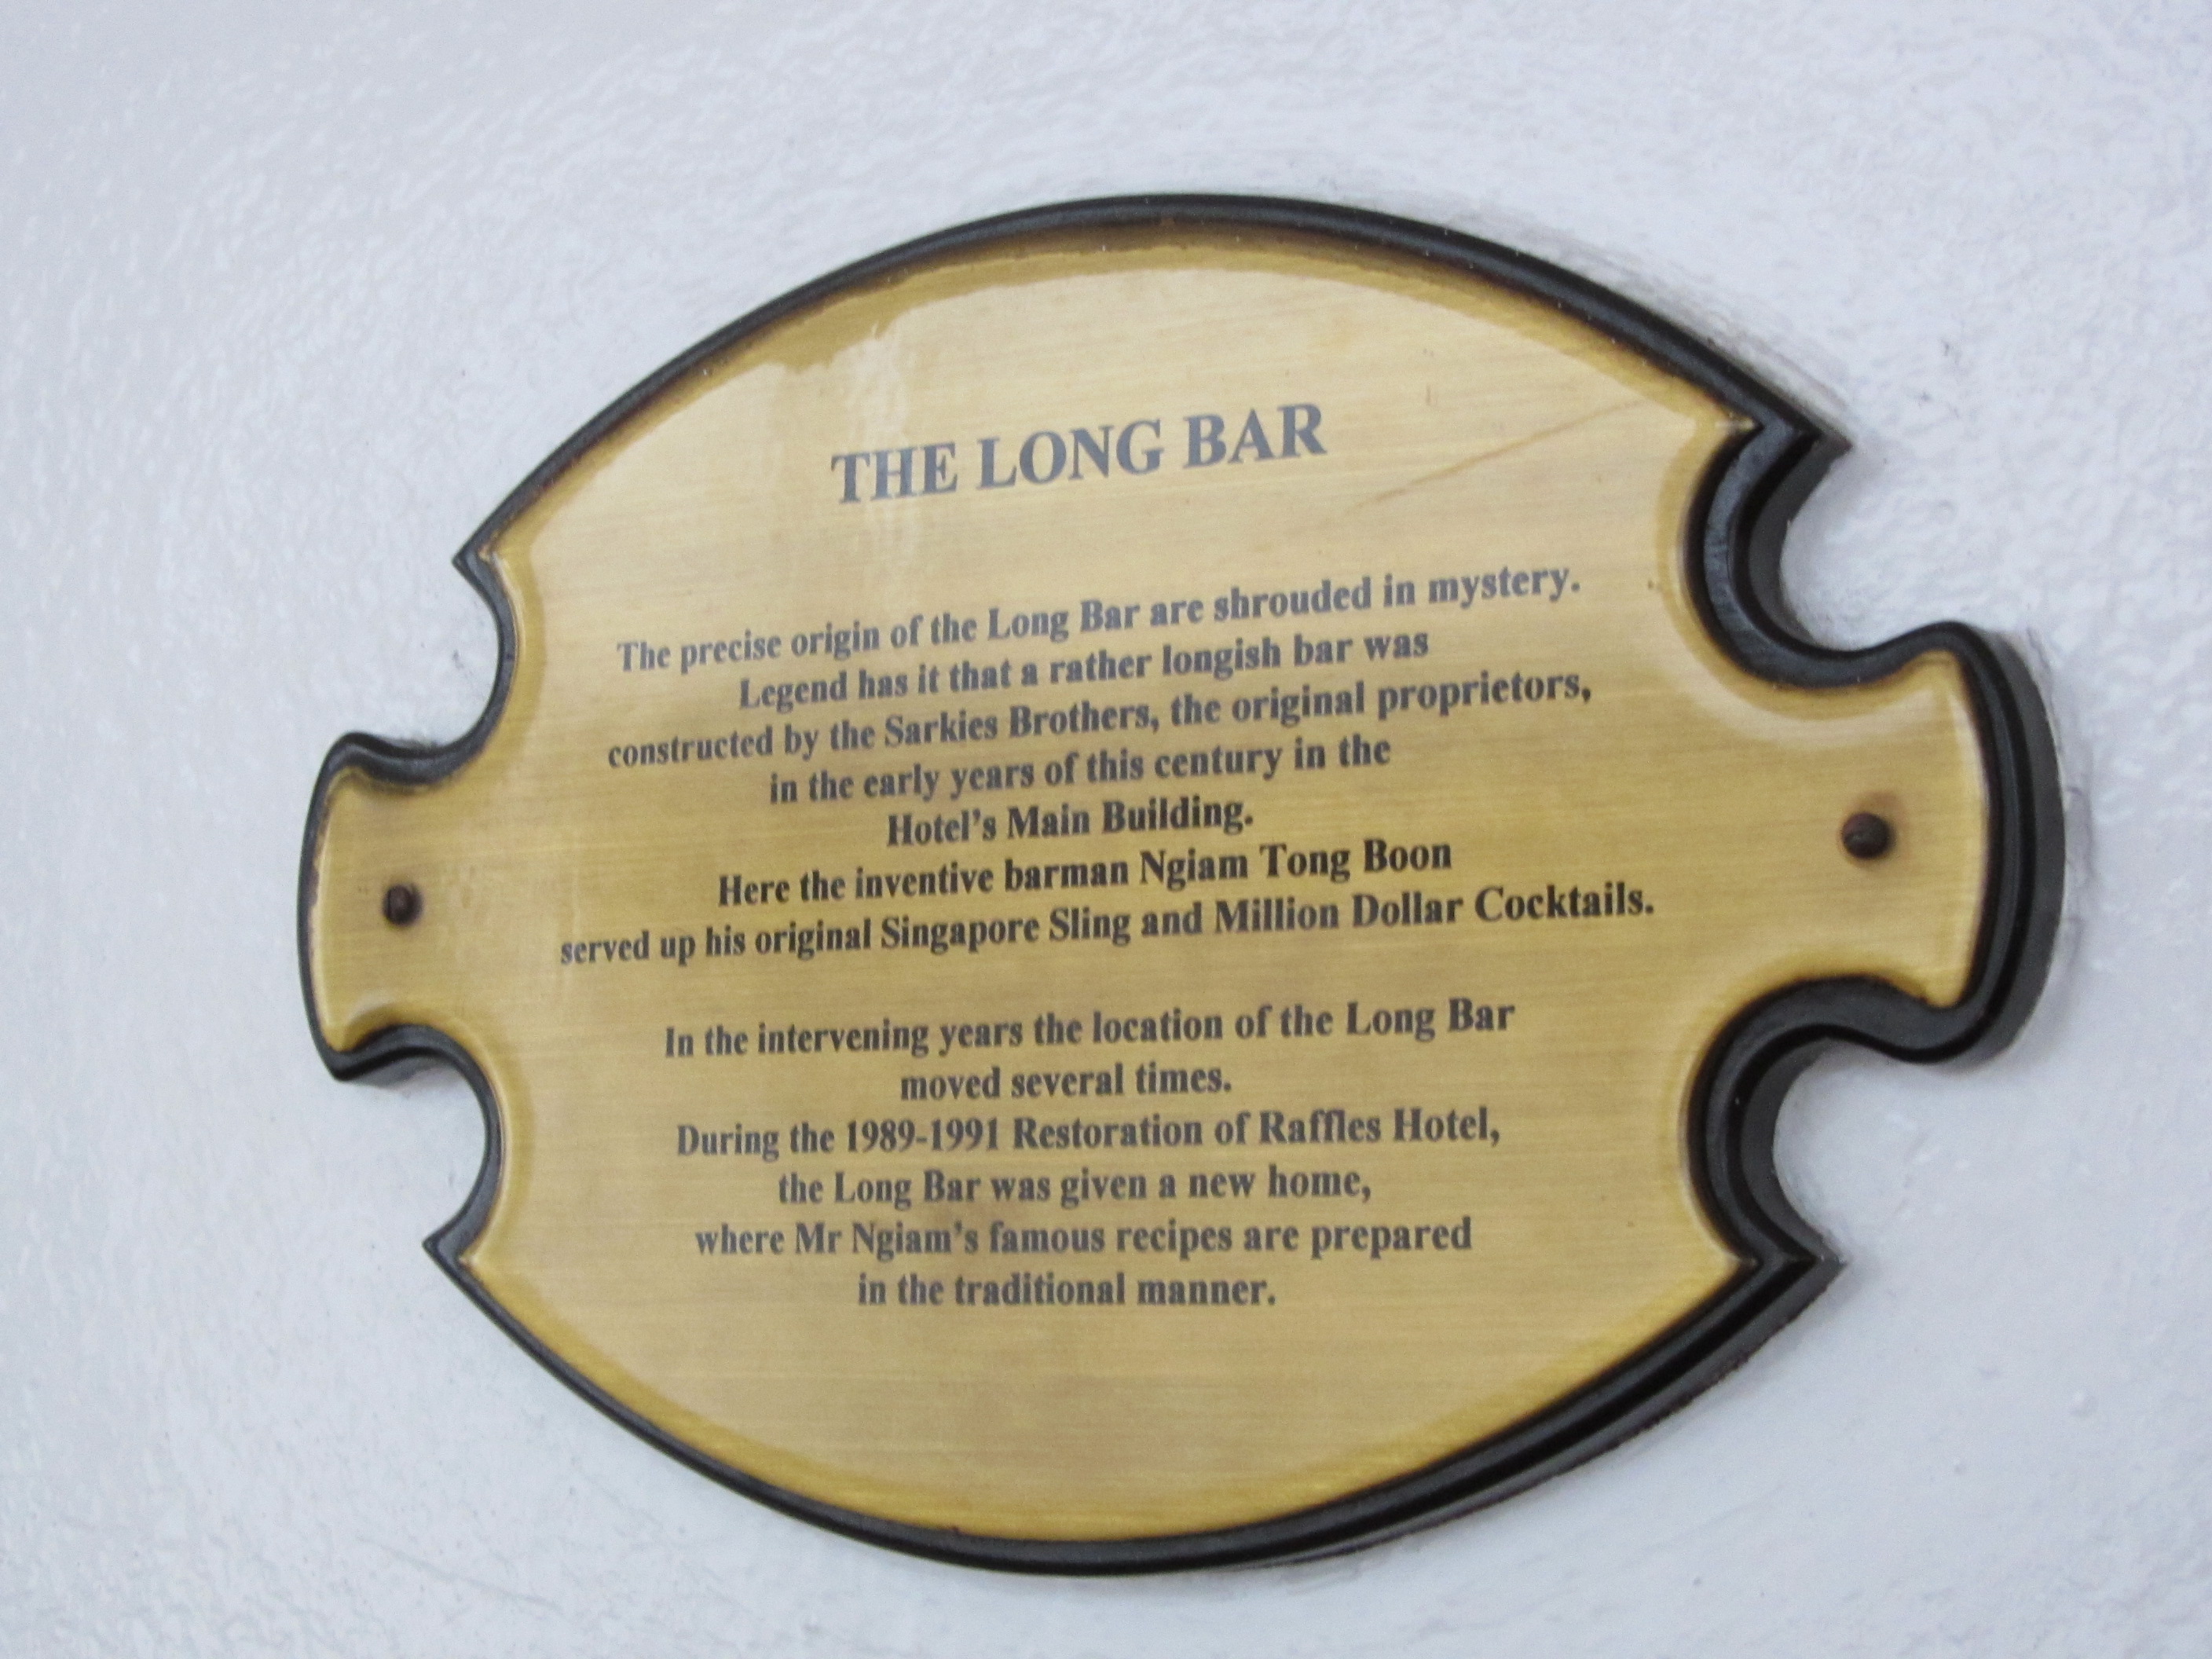 THE LONG BAR
The precise origin of the Long Bar are shrouded in mystery.
Legend has it that a rather longish bar was
constructed by the Sarkies Brothers, the original proprietors,
in the early years of this century in the
Hotel's Main Building.
Here the inventive barman Ngiam Tong Boon
served up his original Singapore Sling and Million Dollar Cocktails.
In the intervening years the location of the Long Bar
moved several times.
During the 1989-1991 Restoration of Raffles Hotel,
the Long Bar was given a new home,
where Mr Ngiam's famous recipes are prepared
in the traditional manner.